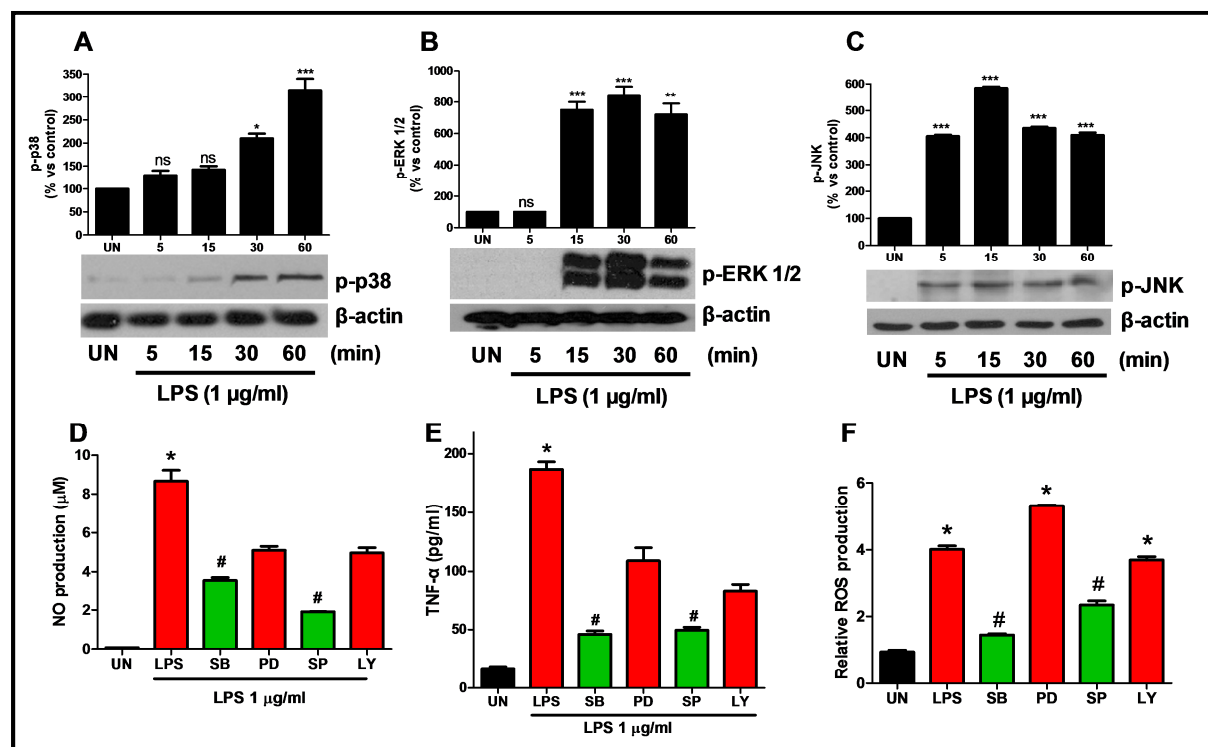 A
p-p38
(% vs control)
350
300
250
200
150
100
50
0
ns
ns
*
***
UN 5 15 30 60
p-p38
β-actin
UN 5 15 30 60 (min)
LPS (1 µg/ml)
B
p-ERK 1/2
(% vs control)
1000
800
600
400
200
0
ns
***
***
**
UN 5 15 30 60
p-ERK 1/2
β-actin
UN 5 15 30 60 (min)
LPS (1 µg/ml)
C
p-JNK
(% vs control)
600
500
400
300
200
100
0
***
***
***
***
UN 5 15 30 60
p-JNK
β-actin
UN 5 15 30 60 (min)
LPS (1 µg/ml)
D
NO production (µM)
10
8
6
4
2
0
*
#
#
UN LPS SB PD SP LY
LPS 1 µg/ml
E
TNF-α (pg/ml)
200
150
100
50
0
*
#
#
UN LPS SB PD SP LY
LPS 1 µg/ml
F
Relative ROS production
6
4
2
0
*
#
*
#
*
UN LPS SB PD SP LY